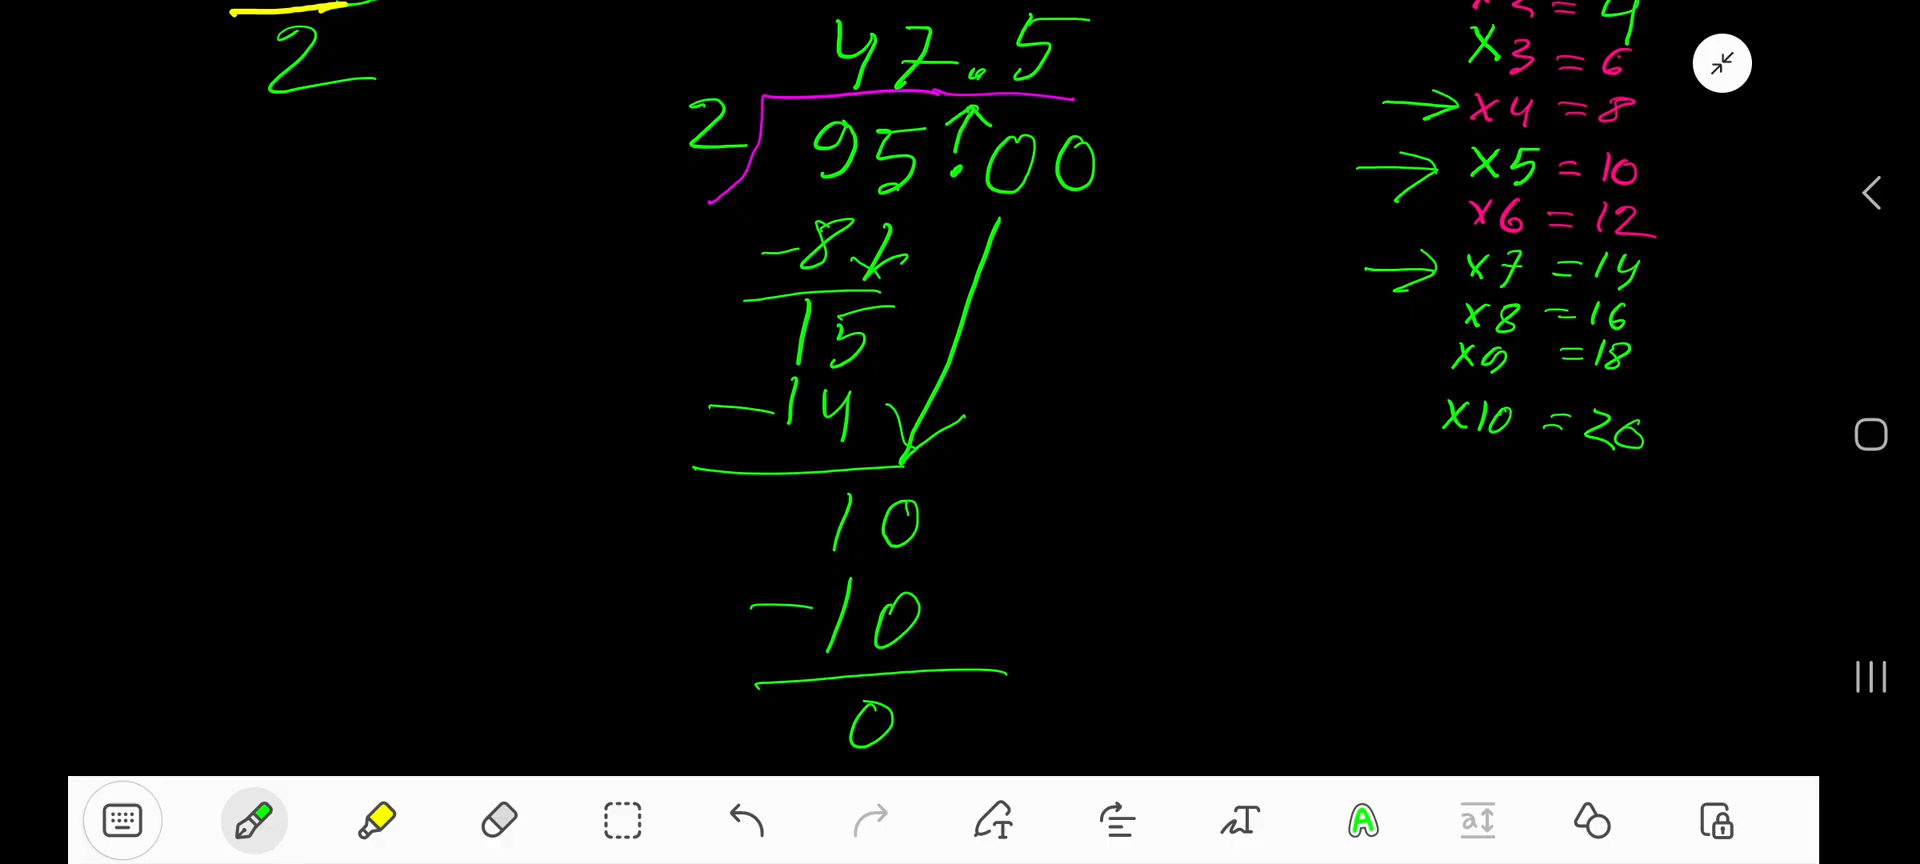 2
47.5
2 95.00
-8
15
-14
10
-10
0
= 4
x3 = 6
x4 = 8
x5 = 10
x6 = 12
x7 = 14
x8 = 16
x9 = 18
x10 = 20
T
T
A
a